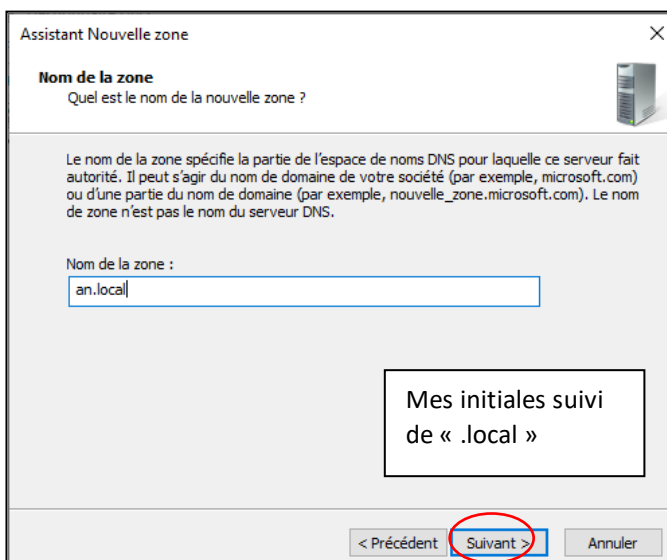 Assistant Nouvelle zone
Nom de la zone
Quel est le nom de la nouvelle zone ?
Le nom de la zone spécifie la partie de l'espace de noms DNS pour laquelle ce serveur fait
autorité. Il peut s'agir du nom de domaine de votre société (par exemple, microsoft.com)
ou d'une partie du nom de domaine (par exemple, nouvelle_zone.microsoft.com). Le nom
de zone n'est pas le nom du serveur DNS.
Nom de la zone :
an.local
Mes initiales suivi
de « .local »
< Précédent Suivant > Annuler